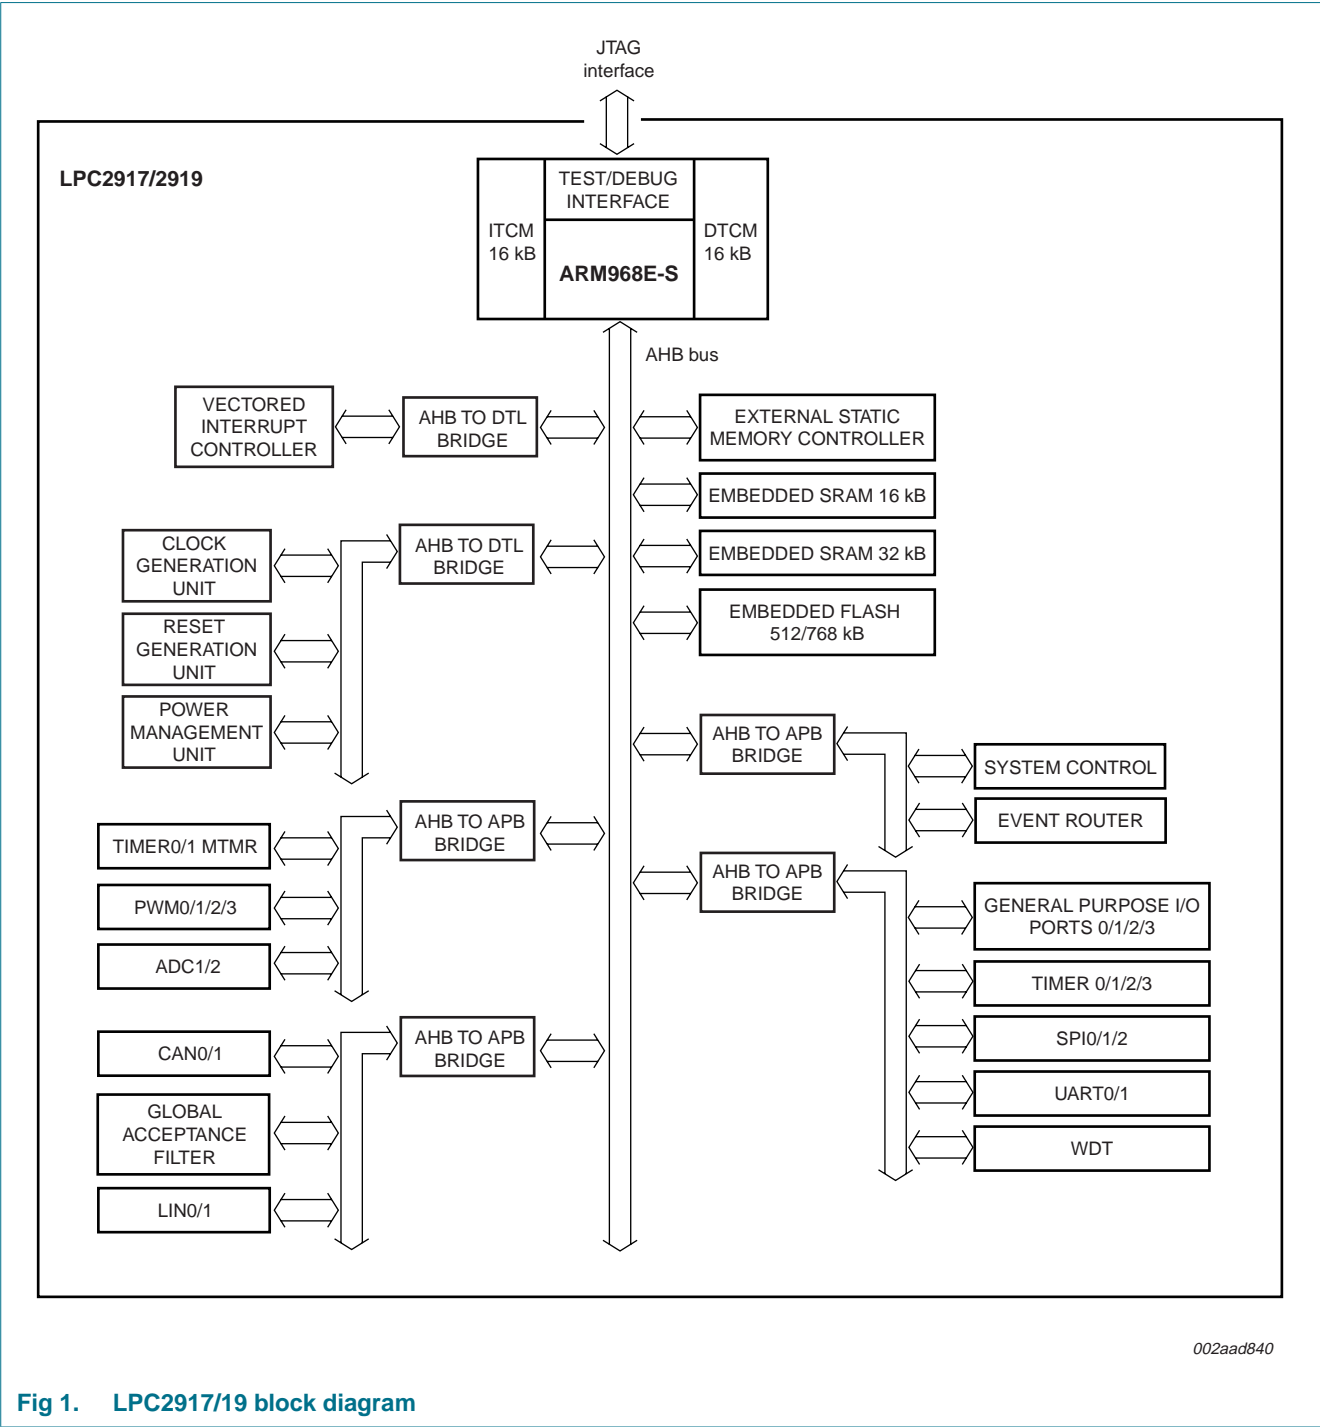 JTAG
interface
LPC2917/2919
TEST/DEBUG
INTERFACE
ITCM
16 kB
DTCM
16 kB
ARM968E-S
AHB bus
VECTORED
INTERRUPT
CONTROLLER
AHB TO DTL
BRIDGE
EXTERNAL STATIC
MEMORY CONTROLLER
EMBEDDED SRAM 16 kB
CLOCK
GENERATION
UNIT
AHB TO DTL
BRIDGE
EMBEDDED SRAM 32 kB
EMBEDDED FLASH
512/768 kB
RESET
GENERATION
UNIT
POWER
MANAGEMENT
UNIT
AHB TO APB
BRIDGE
SYSTEM CONTROL
EVENT ROUTER
AHB TO APB
BRIDGE
TIMER0/1 MTMR
PWM0/1/2/3
ADC1/2
AHB TO APB
BRIDGE
GENERAL PURPOSE I/O
PORTS 0/1/2/3
TIMER 0/1/2/3
SPI0/1/2
UART0/1
WDT
AHB TO APB
BRIDGE
CAN0/1
GLOBAL
ACCEPTANCE
FILTER
LIN0/1
002aad840
Fig 1. LPC2917/19 block diagram